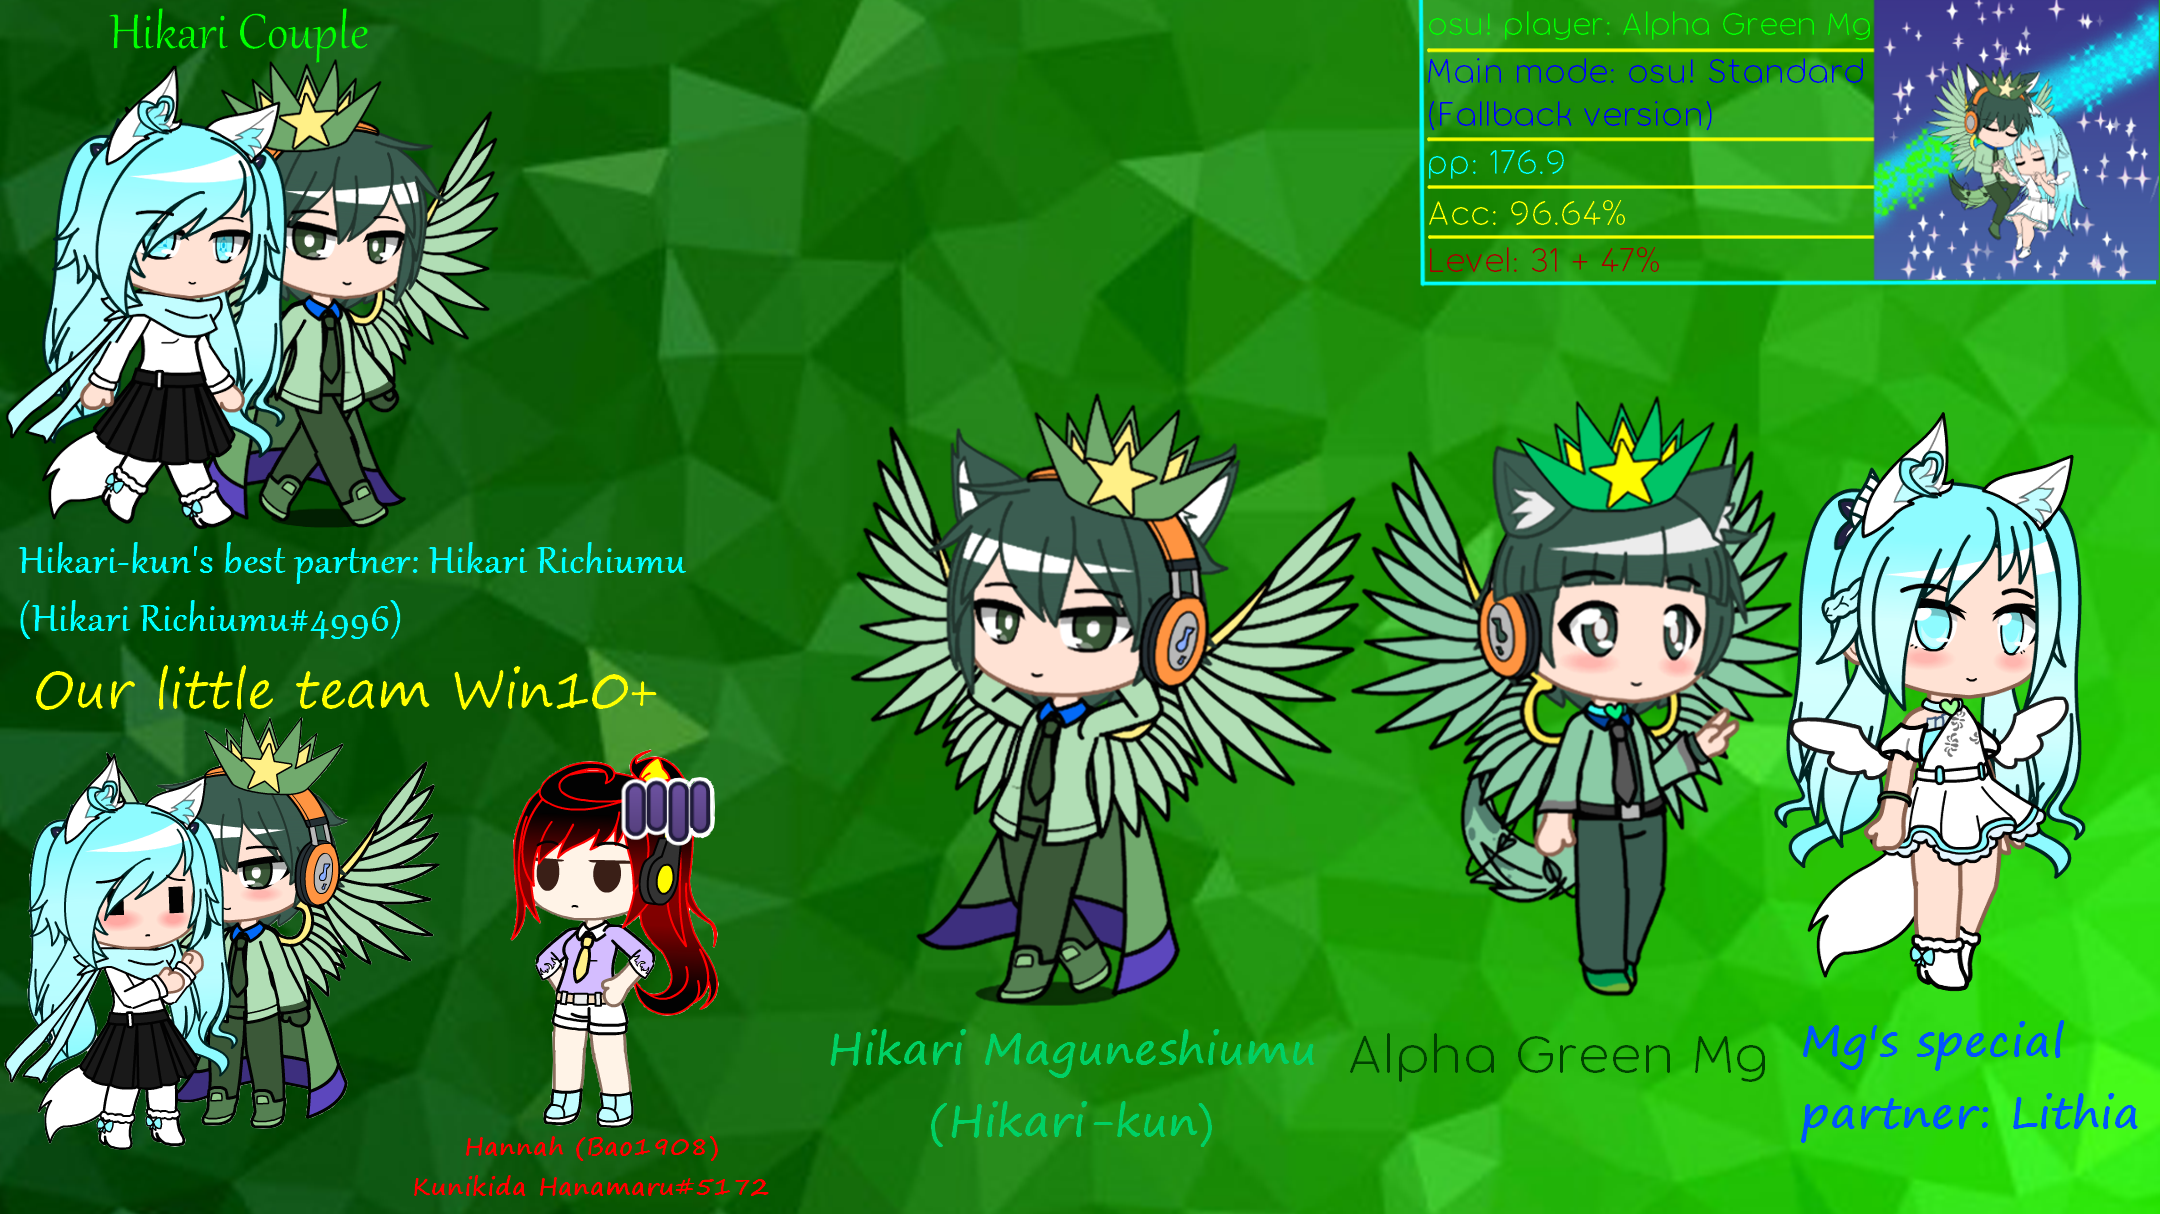 Hikari Couple
osu! player: Alpha Green Mg
Main mode: osu! Standard
(Fallback version)
pp: 176.9
Acc: 96.64%
Level: 31 + 47%
Hikari-kun's best partner: Hikari Richiumu
(Hikari Richiumu#4996)
Our little team Win10+
Hannah (Bao1908)
Kunikida Hanamaru#5172
Hikari Maguneshiumu
(Hikari-kun)
Alpha Green Mg
Mg's special
partner: Lithia